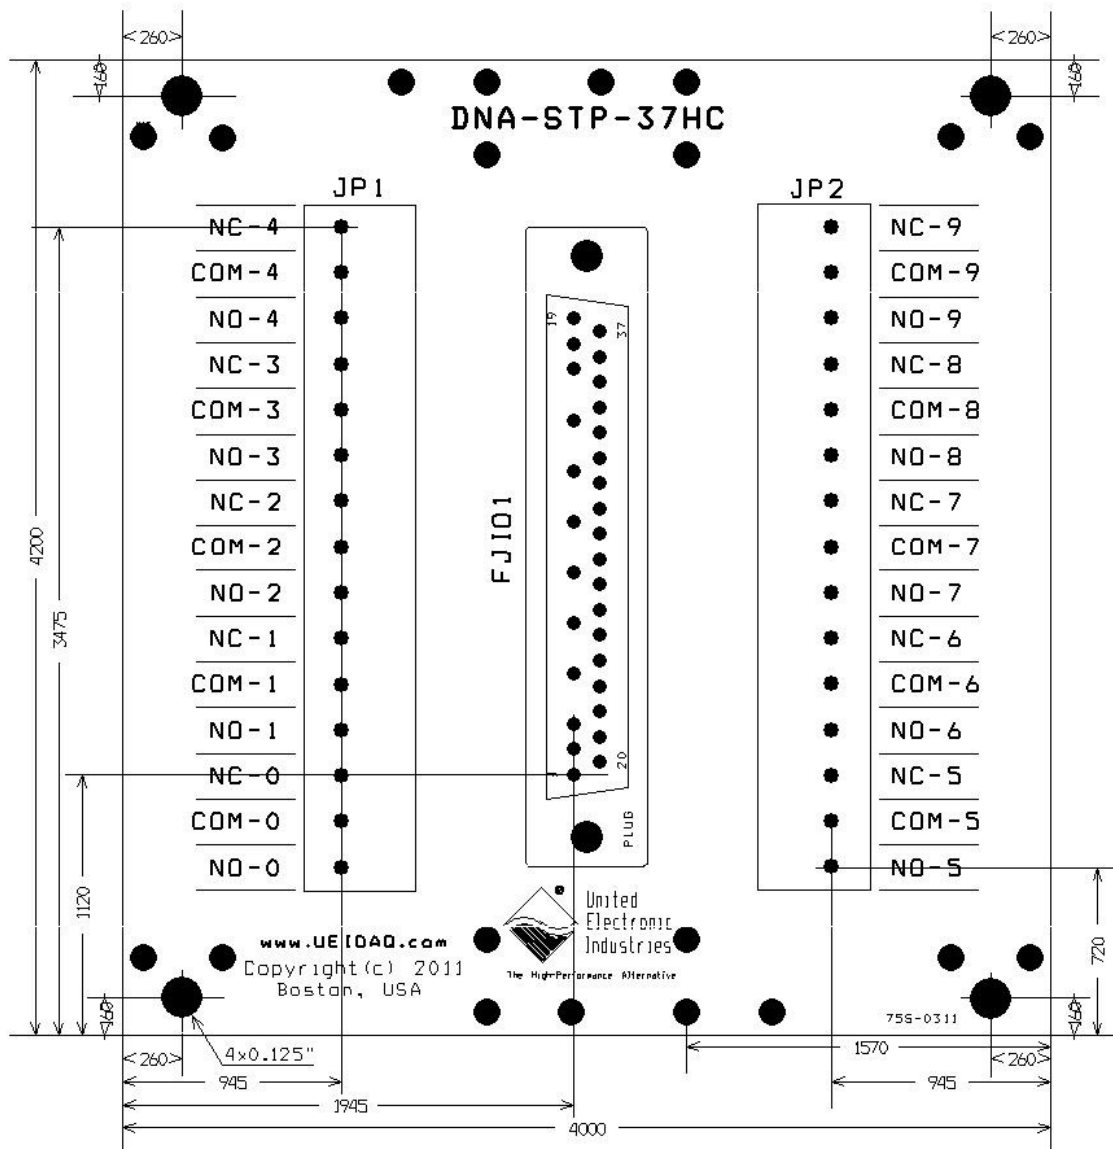 260
260
160
160
DNA-STP-37HC
JP1
JP2
NC-4
NC-9
COM-4
COM-9
NO-4
19
37
NO-9
NC-3
NC-8
COM-3
COM-8
NO-3
NO-8
NC-2
NC-7
FJIO1
COM-2
COM-7
4200
NO-2
NO-7
3475
NC-1
NC-6
COM-1
COM-6
NO-1
NO-6
NC-0
20
NC-5
COM-0
PLUB
COM-5
NO-0
NO-5
1120
720
United
Electronic
Industries
www.UEIDAQ.com
The High-Performance Alternative
Copyright(c) 2011
Boston, USA
160
75S-0311
160
4x0.125"
260
1570
260
945
945
1945
4000